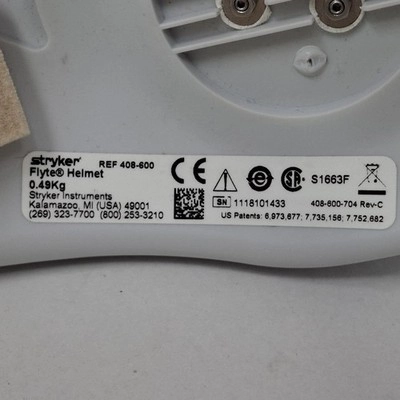 stryker REF 408-600
Flyte® Helmet
0.49Kg
Stryker Instruments
Kalamazoo, MI (USA) 49001
(269) 323-7700 (800) 253-3210
CE
S1663F
SN 1118101433
408-600-704 Rev-C
US Patents: 6,973,677; 7,735,156; 7,752,682